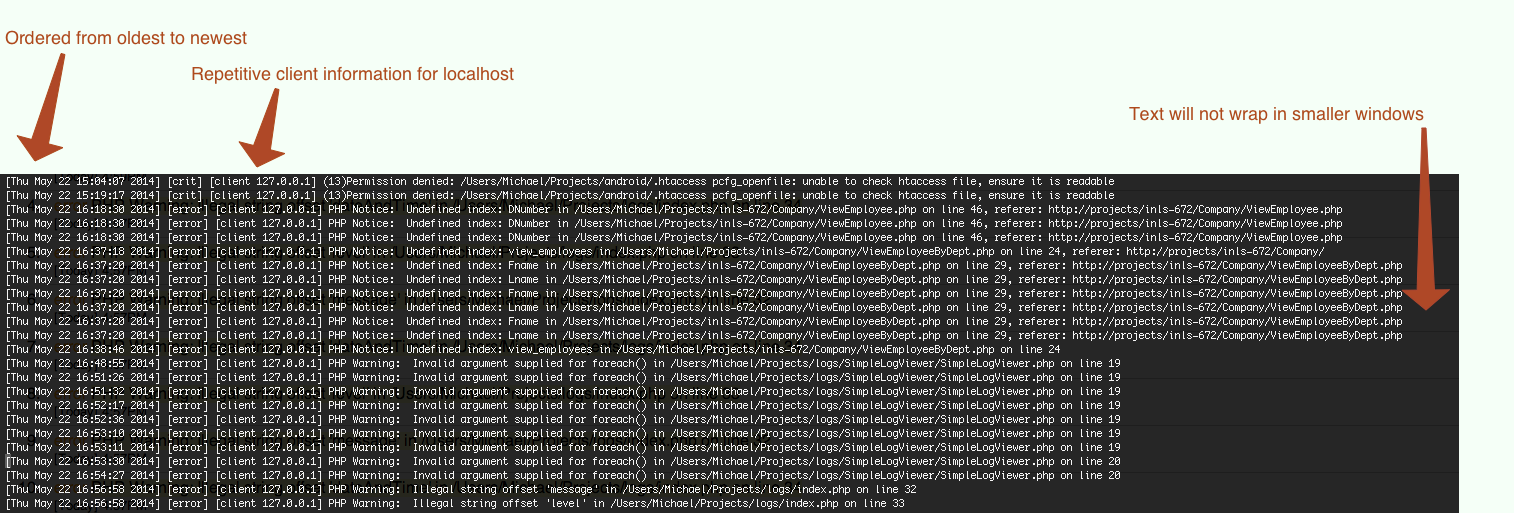 Ordered from oldest to newest
Repetitive client information for localhost
Text will not wrap in smaller windows
[Thu May 22 15:04:07 2014] [crit] [client 127.0.0.1] (13)Permission denied: /Users/Michael/Projects/android/.htaccess pcfg_openfile: unable to check htaccess file, ensure it is readable
[Thu May 22 15:19:17 2014] [crit] [client 127.0.0.1] (13)Permission denied: /Users/Michael/Projects/android/.htaccess pcfg_openfile: unable to check htaccess file, ensure it is readable
[Thu May 22 16:18:30 2014] [error] [client 127.0.0.1] PHP Notice:  Undefined index: DNumber in /Users/Michael/Projects/inls-672/Company/ViewEmployee.php on line 46, referer: http://projects/inls-672/Company/ViewEmployee.php
[Thu May 22 16:18:30 2014] [error] [client 127.0.0.1] PHP Notice:  Undefined index: DNumber in /Users/Michael/Projects/inls-672/Company/ViewEmployee.php on line 46, referer: http://projects/inls-672/Company/ViewEmployee.php
[Thu May 22 16:18:30 2014] [error] [client 127.0.0.1] PHP Notice:  Undefined index: DNumber in /Users/Michael/Projects/inls-672/Company/ViewEmployee.php on line 46, referer: http://projects/inls-672/Company/ViewEmployee.php
[Thu May 22 16:37:18 2014] [error] [client 127.0.0.1] PHP Notice:  Undefined index: view_employees in /Users/Michael/Projects/inls-672/Company/ViewEmployeeByDept.php on line 24, referer: http://projects/inls-672/Company/
[Thu May 22 16:37:20 2014] [error] [client 127.0.0.1] PHP Notice:  Undefined index: Fname in /Users/Michael/Projects/inls-672/Company/ViewEmployeeByDept.php on line 29, referer: http://projects/inls-672/Company/ViewEmployeeByDept.php
[Thu May 22 16:37:20 2014] [error] [client 127.0.0.1] PHP Notice:  Undefined index: Lname in /Users/Michael/Projects/inls-672/Company/ViewEmployeeByDept.php on line 29, referer: http://projects/inls-672/Company/ViewEmployeeByDept.php
[Thu May 22 16:37:20 2014] [error] [client 127.0.0.1] PHP Notice:  Undefined index: Fname in /Users/Michael/Projects/inls-672/Company/ViewEmployeeByDept.php on line 29, referer: http://projects/inls-672/Company/ViewEmployeeByDept.php
[Thu May 22 16:37:20 2014] [error] [client 127.0.0.1] PHP Notice:  Undefined index: Lname in /Users/Michael/Projects/inls-672/Company/ViewEmployeeByDept.php on line 29, referer: http://projects/inls-672/Company/ViewEmployeeByDept.php
[Thu May 22 16:37:20 2014] [error] [client 127.0.0.1] PHP Notice:  Undefined index: Fname in /Users/Michael/Projects/inls-672/Company/ViewEmployeeByDept.php on line 29, referer: http://projects/inls-672/Company/ViewEmployeeByDept.php
[Thu May 22 16:37:20 2014] [error] [client 127.0.0.1] PHP Notice:  Undefined index: Lname in /Users/Michael/Projects/inls-672/Company/ViewEmployeeByDept.php on line 29, referer: http://projects/inls-672/Company/ViewEmployeeByDept.php
[Thu May 22 16:38:46 2014] [error] [client 127.0.0.1] PHP Notice:  Undefined index: view_employees in /Users/Michael/Projects/inls-672/Company/ViewEmployeeByDept.php on line 24
[Thu May 22 16:48:55 2014] [error] [client 127.0.0.1] PHP Warning:  Invalid argument supplied for foreach() in /Users/Michael/Projects/logs/SimpleLogViewer/SimpleLogViewer.php on line 19
[Thu May 22 16:51:26 2014] [error] [client 127.0.0.1] PHP Warning:  Invalid argument supplied for foreach() in /Users/Michael/Projects/logs/SimpleLogViewer/SimpleLogViewer.php on line 19
[Thu May 22 16:51:32 2014] [error] [client 127.0.0.1] PHP Warning:  Invalid argument supplied for foreach() in /Users/Michael/Projects/logs/SimpleLogViewer/SimpleLogViewer.php on line 19
[Thu May 22 16:52:17 2014] [error] [client 127.0.0.1] PHP Warning:  Invalid argument supplied for foreach() in /Users/Michael/Projects/logs/SimpleLogViewer/SimpleLogViewer.php on line 19
[Thu May 22 16:52:36 2014] [error] [client 127.0.0.1] PHP Warning:  Invalid argument supplied for foreach() in /Users/Michael/Projects/logs/SimpleLogViewer/SimpleLogViewer.php on line 19
[Thu May 22 16:53:10 2014] [error] [client 127.0.0.1] PHP Warning:  Invalid argument supplied for foreach() in /Users/Michael/Projects/logs/SimpleLogViewer/SimpleLogViewer.php on line 19
[Thu May 22 16:53:11 2014] [error] [client 127.0.0.1] PHP Warning:  Invalid argument supplied for foreach() in /Users/Michael/Projects/logs/SimpleLogViewer/SimpleLogViewer.php on line 19
[Thu May 22 16:53:30 2014] [error] [client 127.0.0.1] PHP Warning:  Invalid argument supplied for foreach() in /Users/Michael/Projects/logs/SimpleLogViewer/SimpleLogViewer.php on line 20
[Thu May 22 16:54:27 2014] [error] [client 127.0.0.1] PHP Warning:  Invalid argument supplied for foreach() in /Users/Michael/Projects/logs/SimpleLogViewer/SimpleLogViewer.php on line 20
[Thu May 22 16:56:58 2014] [error] [client 127.0.0.1] PHP Warning:  Illegal string offset 'message' in /Users/Michael/Projects/logs/index.php on line 32
[Thu May 22 16:56:58 2014] [error] [client 127.0.0.1] PHP Warning:  Illegal string offset 'level' in /Users/Michael/Projects/logs/index.php on line 33